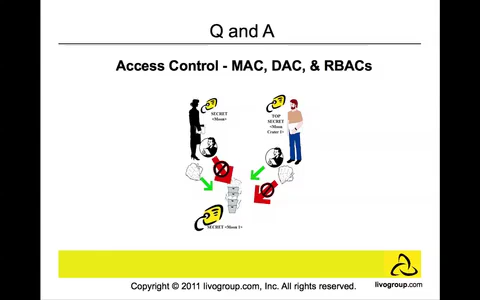 Q and A
Access Control - MAC, DAC, & RBACs
SECRET
<Moon>
TOP
SECRET
<Moon
Crater 1>
SECRET <Moon 1>
livogroup.com
Copyright © 2011 livogroup.com, Inc. All rights reserved.